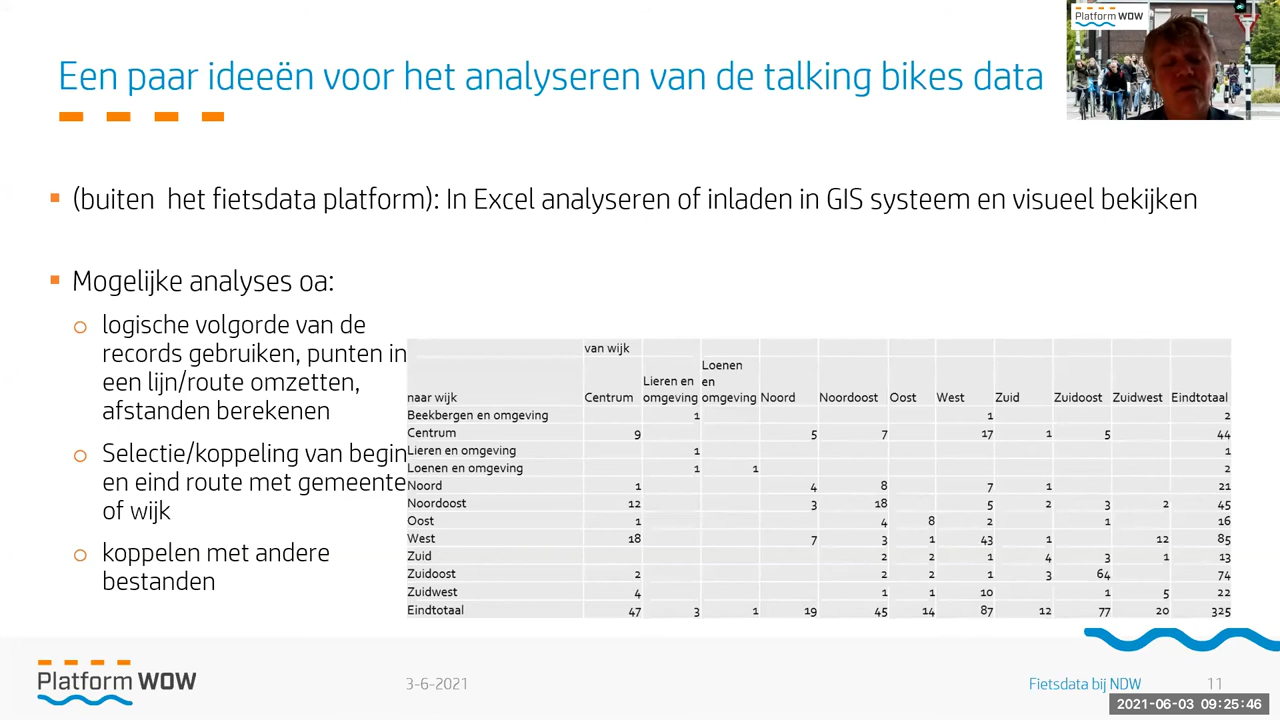 Platform WOW
Een paar ideeën voor het analyseren van de talking bikes data
(buiten het fietsdata platform): In Excel analyseren of inladen in GIS systeem en visueel bekijken
Mogelijke analyses oa:
logische volgorde van de
records gebruiken, punten in
een lijn/route omzetten,
afstanden berekenen
Selectie/koppeling van begin
en eind route met gemeente
of wijk
koppelen met andere
bestanden
van wijk
naar wijk Centrum Lieren en omgeving Loenen en omgeving Noord Noordoost Oost West Zuid Zuidoost Zuidwest Eindtotaal
Beekbergen en omgeving 1 1 2
Centrum 9 5 7 17 1 5 44
Lieren en omgeving 1 1
Loenen en omgeving 1 1 2
Noord 1 4 8 7 1 21
Noordoost 12 3 18 5 2 3 2 45
Oost 1 4 8 2 1 16
West 18 7 3 1 43 1 12 85
Zuid 2 2 1 4 3 1 13
Zuidoost 2 2 2 1 3 64 74
Zuidwest 4 1 1 10 1 5 22
Eindtotaal 47 3 1 19 45 14 87 12 77 20 325
Platform WOW
3-6-2021
Fietsdata bij NDW
11
2021-06-03 09:25:46